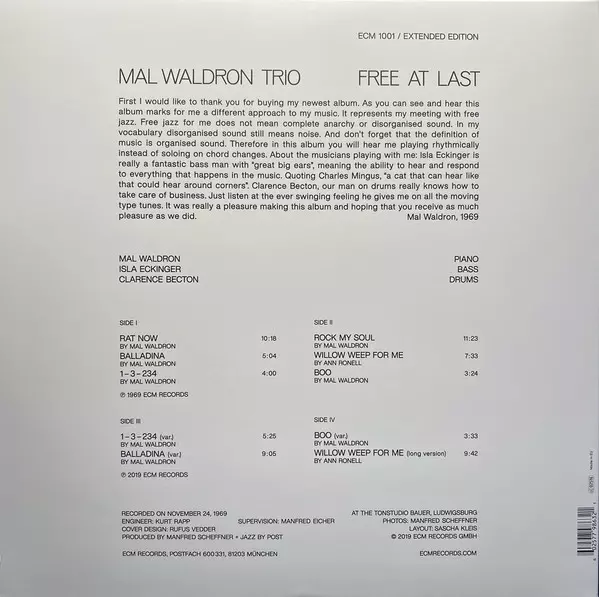 ECM 1001 / EXTENDED EDITION
MAL WALDRON TRIO FREE AT LAST
First I would like to thank you for buying my newest album. As you can see and hear this
album marks for me a different approach to my music. It represents my meeting with free
jazz. Free jazz for me does not mean complete anarchy or disorganised sound. In my
vocabulary disorganised sound still means noise. And don't forget that the definition of
music is organised sound. Therefore in this album you will hear me playing rhythmically
instead of soloing on chord changes. About the musicians playing with me: Isla Eckinger is
really a fantastic bass man with "great big ears", meaning the ability to hear and respond
to everything that happens in the music. Quoting Charles Mingus, "a cat that can hear like
that could hear around corners". Clarence Becton, our man on drums really knows how to
take care of business. Just listen at the ever swinging feeling he gives me on all the moving
type tunes. It was really a pleasure making this album and hoping that you receive as much
pleasure as we did. Mal Waldron, 1969
MAL WALDRON PIANO
ISLA ECKINGER BASS
CLARENCE BECTON DRUMS
SIDE I
RAT NOW 10:18
BY MAL WALDRON
BALLADINA 5:04
BY MAL WALDRON
1–3–234 4:00
BY MAL WALDRON
℗ 1969 ECM RECORDS
SIDE II
ROCK MY SOUL 11:23
BY MAL WALDRON
WILLOW WEEP FOR ME 7:33
BY ANN RONELL
BOO 3:24
BY MAL WALDRON
SIDE III
1–3–234 (var.) 5:25
BY MAL WALDRON
BALLADINA (var.) 9:05
BY MAL WALDRON
℗ 2019 ECM RECORDS
SIDE IV
BOO (var.) 3:33
BY MAL WALDRON
WILLOW WEEP FOR ME (long version) 9:42
BY ANN RONELL
RECORDED ON NOVEMBER 24, 1969 AT THE TONSTUDIO BAUER, LUDWIGSBURG
ENGINEER: KURT RAPP SUPERVISION: MANFRED EICHER PHOTOS: MANFRED SCHEFFNER
COVER DESIGN: RUFUS VEDDER LAYOUT: SASCHA KLEIS
PRODUCED BY MANFRED SCHEFFNER + JAZZ BY POST © 2019 ECM RECORDS GMBH
ECM RECORDS, POSTFACH 600 331, 81203 MÜNCHEN ECMRECORDS.COM